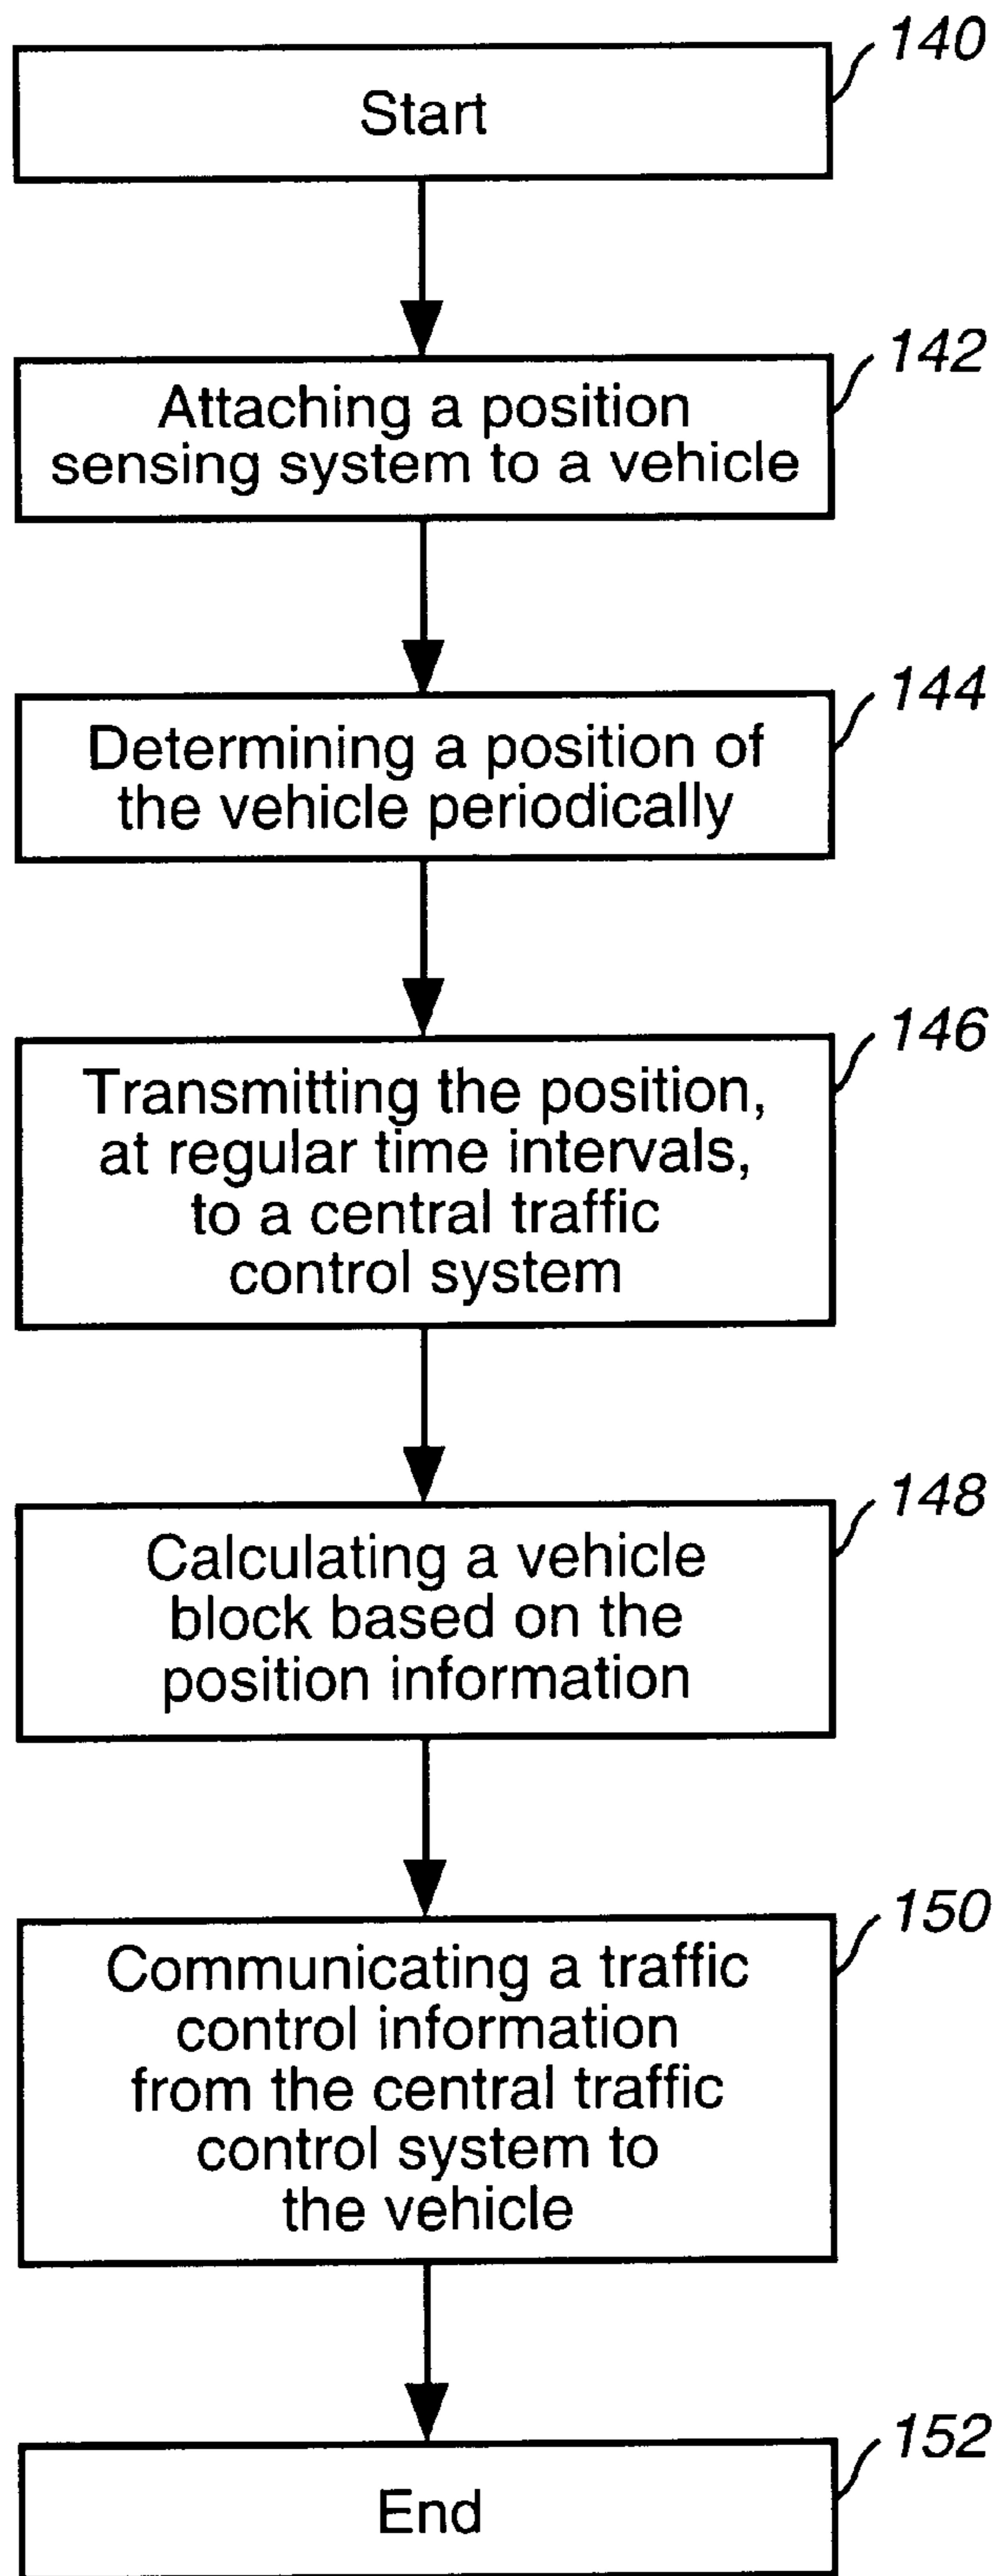 140
Start
142
Attaching a position
sensing system to a vehicle
144
Determining a position of
the vehicle periodically
146
Transmitting the position,
at regular time intervals,
to a central traffic
control system
148
Calculating a vehicle
block based on the
position information
150
Communicating a traffic
control information
from the central traffic
control system to
the vehicle
152
End